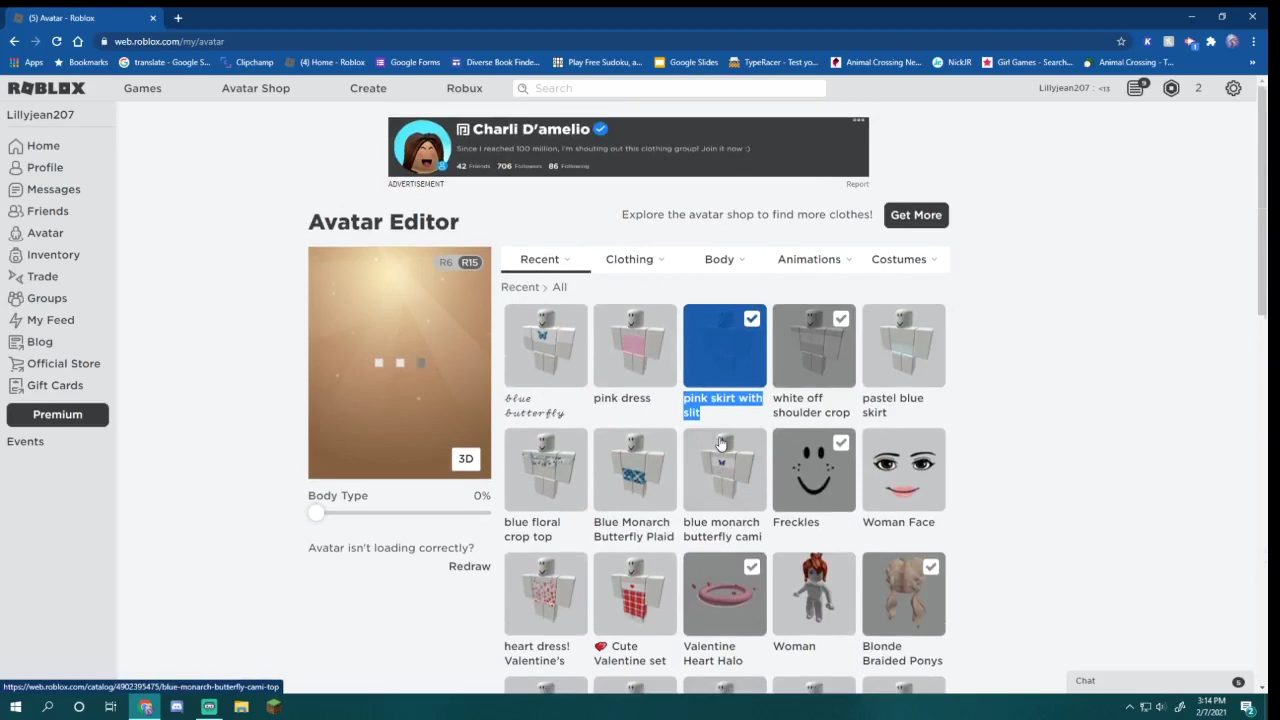 (5) Avatar - Roblox
web.roblox.com/my/avatar
Apps Bookmarks translate - Google S... Clipchamp (4) Home - Roblox Google Forms Diverse Book Finde... Play Free Sudoku, a... Google Slides TypeRacer - Test yo... Animal Crossing Ne... NickJR Girl Games - Search... Animal Crossing - G...
ROBLOX Games Avatar Shop Create Robux Search Lillyjean207 : <13 9 2
Lillyjean207
Home
Profile
Messages
Friends
Avatar
Inventory
Trade
Groups
My Feed
Blog
Official Store
Gift Cards
Premium
Events
Charli D'amelio
Since I reached 100 million, I'm shouting out this clothing group! Join it now :)
42 Friends 706 Followers 86 Following
ADVERTISEMENT Report
Avatar Editor
Explore the avatar shop to find more clothes! Get More
R6 R15
3D
Body Type 0%
Avatar isn't loading correctly?
Redraw
Recent Clothing Body Animations Costumes
Recent > All
𝓫𝓵𝓾𝓮
𝓫𝓾𝓽𝓽𝓮𝓻𝓯𝓵𝔂
pink dress
pink skirt with
slit
white off
shoulder crop
pastel blue
skirt
blue floral
crop top
Blue Monarch
Butterfly Plaid
blue monarch
butterfly cami
Freckles
Woman Face
heart dress!
Valentine's
💕 Cute
Valentine set
Valentine
Heart Halo
Woman
Blonde
Braided Ponys
Chat 5
https://web.roblox.com/catalog/4902395475/blue-monarch-butterfly-cami-top
3:14 PM
2/7/2021
2